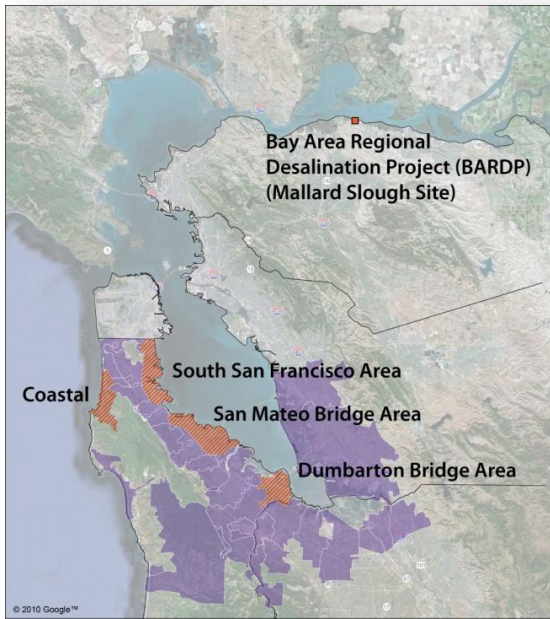 Bay Area Regional
Desalination Project (BARDP)
(Mallard Slough Site)
South San Francisco Area
Coastal
San Mateo Bridge Area
Dumbarton Bridge Area
© 2010 Google™